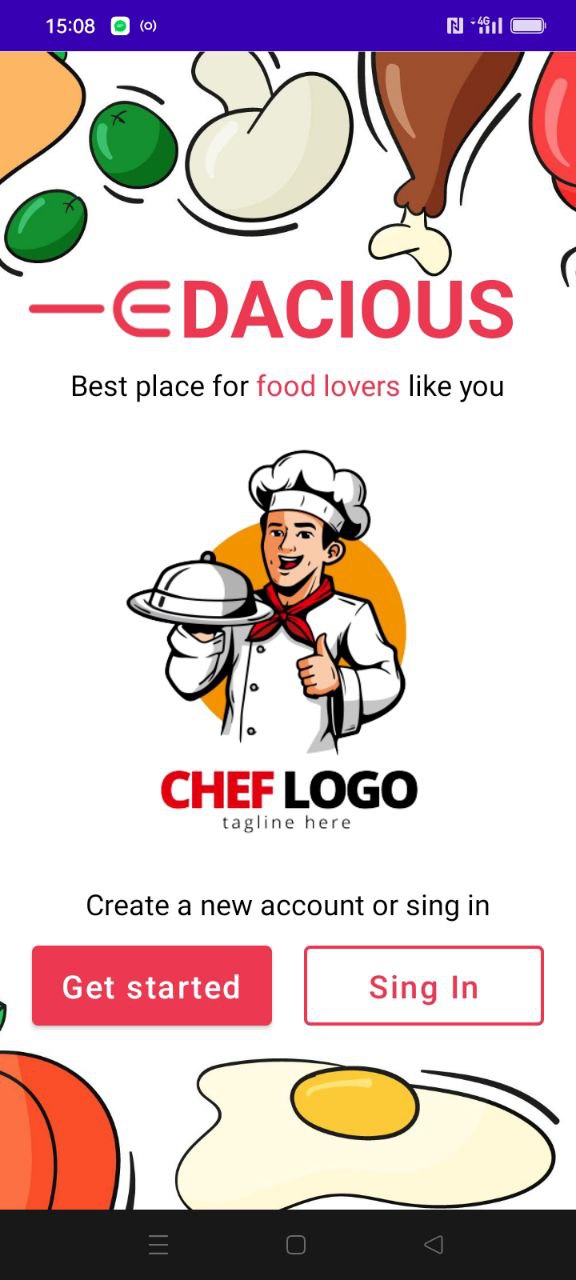 15:08
4G
EDACIOUS
Best place for food lovers like you
CHEF LOGO
tagline here
Create a new account or sing in
Get started
Sing In